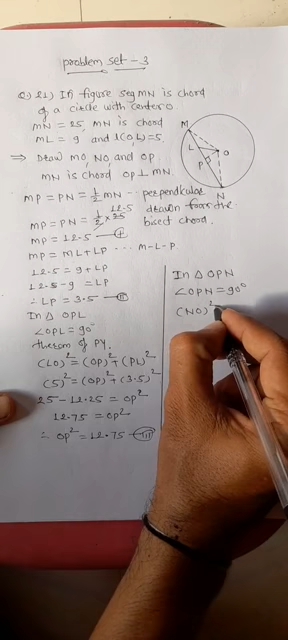 problem set - 3
Q. 21) In figure seg MN is chord
of a circle with center O.
MN = 25, MN is chord
ML = 9 and d(O,L) = 5.
⇒ Draw MO, NO, and OP.
MN is chord OP ⊥ MN.
MP = PN = 1/2 MN -- perpendicular
drawn from the
bisect chord.
MP = PN = 1/2 × 25 12.5
MP = 12.5 — (I)
MP = ML + LP ... M-L-P.
12.5 = 9 + LP
12.5 - 9 = LP
∴ LP = 3.5 — (II)
In △ OPL
∠OPL = 90°
therom of PY.
(LO)² = (OP)² + (PL)²
(5)² = (OP)² + (3.5)²
25 - 12.25 = OP²
12.75 = OP²
∴ OP² = 12.75 — (III)
In △ OPN
∠OPN = 90°
(NO)²
M
L
O
P
N